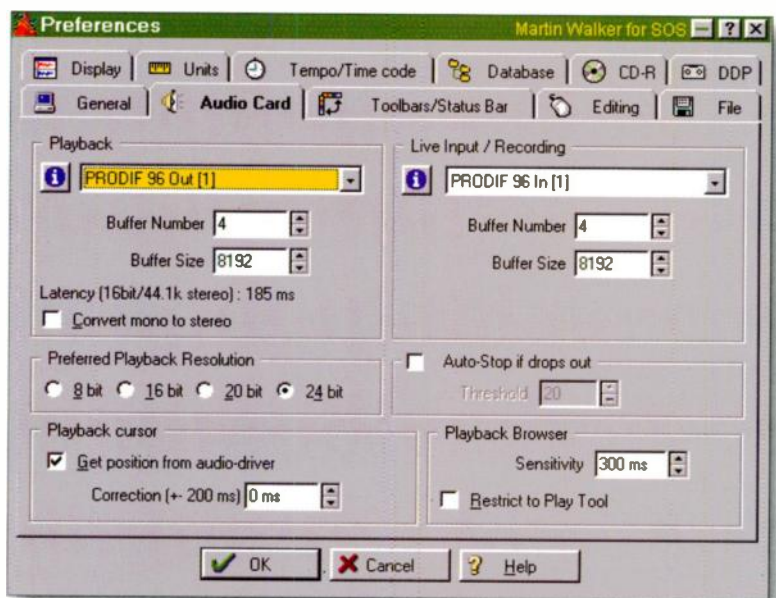 Preferences
Martin Walker for SOS
Display
Units
Tempo/Time code
Database
CD-R
DDP
General
Audio Card
Toolbars/Status Bar
Editing
File
Playback
PRODIF 96 Out [1]
Buffer Number 4
Buffer Size 8192
Latency (16bit/44.1k stereo) : 185 ms
Convert mono to stereo
Live Input / Recording
PRODIF 96 In [1]
Buffer Number 4
Buffer Size 8192
Preferred Playback Resolution
8 bit 16 bit 20 bit 24 bit
Auto-Stop if drops out
Threshold 20
Playback cursor
Get position from audio-driver
Correction (+- 200 ms) 0 ms
Playback Browser
Sensitivity 300 ms
Restrict to Play Tool
OK
Cancel
Help